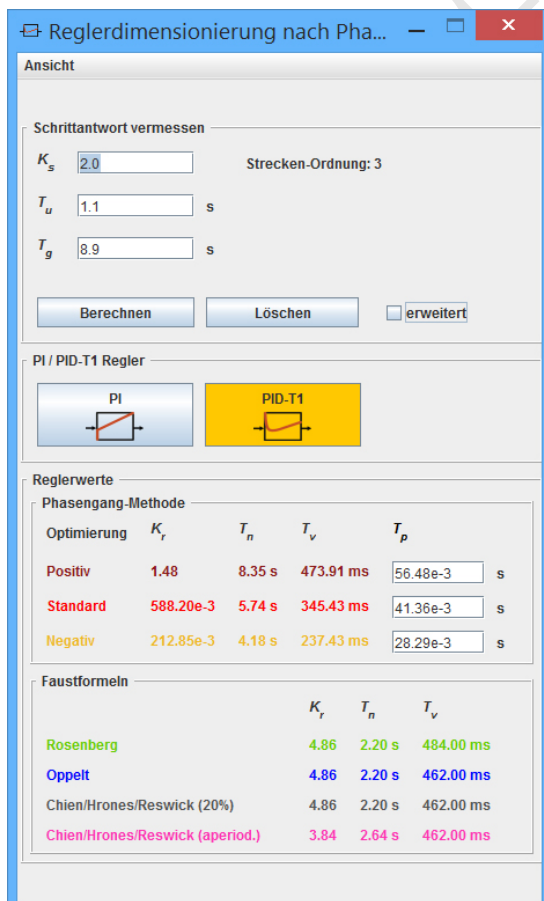 Reglerdimensionierung nach Pha...
Ansicht
Schrittantwort vermessen
Ks 2.0 Strecken-Ordnung: 3
Tu 1.1 s
Tg 8.9 s
Berechnen Löschen erweitert
PI / PID-T1 Regler
PI PID-T1
Reglerwerte
Phasengang-Methode
Optimierung Kr Tn Tv Tp
Positiv 1.48 8.35 s 473.91 ms 56.48e-3 s
Standard 588.20e-3 5.74 s 345.43 ms 41.36e-3 s
Negativ 212.85e-3 4.18 s 237.43 ms 28.29e-3 s
Faustformeln
Kr Tn Tv
Rosenberg 4.86 2.20 s 484.00 ms
Oppelt 4.86 2.20 s 462.00 ms
Chien/Hrones/Reswick (20%) 4.86 2.20 s 462.00 ms
Chien/Hrones/Reswick (aperiod.) 3.84 2.64 s 462.00 ms